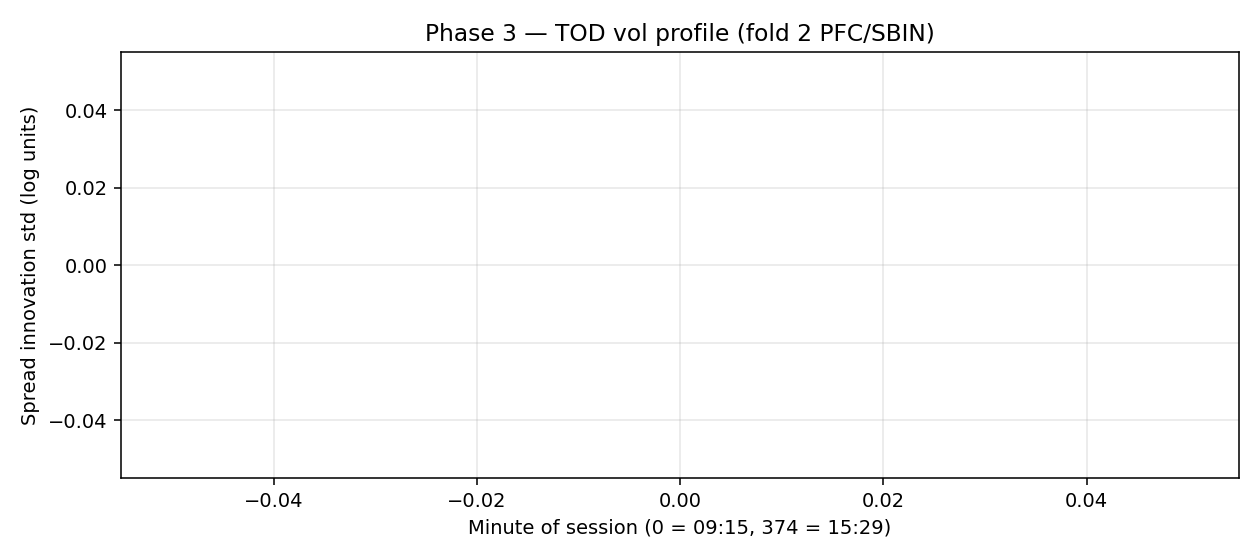 Phase 3 — TOD vol profile (fold 2 PFC/SBIN)
Spread innovation std (log units)
0.04
0.02
0.00
−0.02
−0.04
−0.04 −0.02 0.00 0.02 0.04
Minute of session (0 = 09:15, 374 = 15:29)